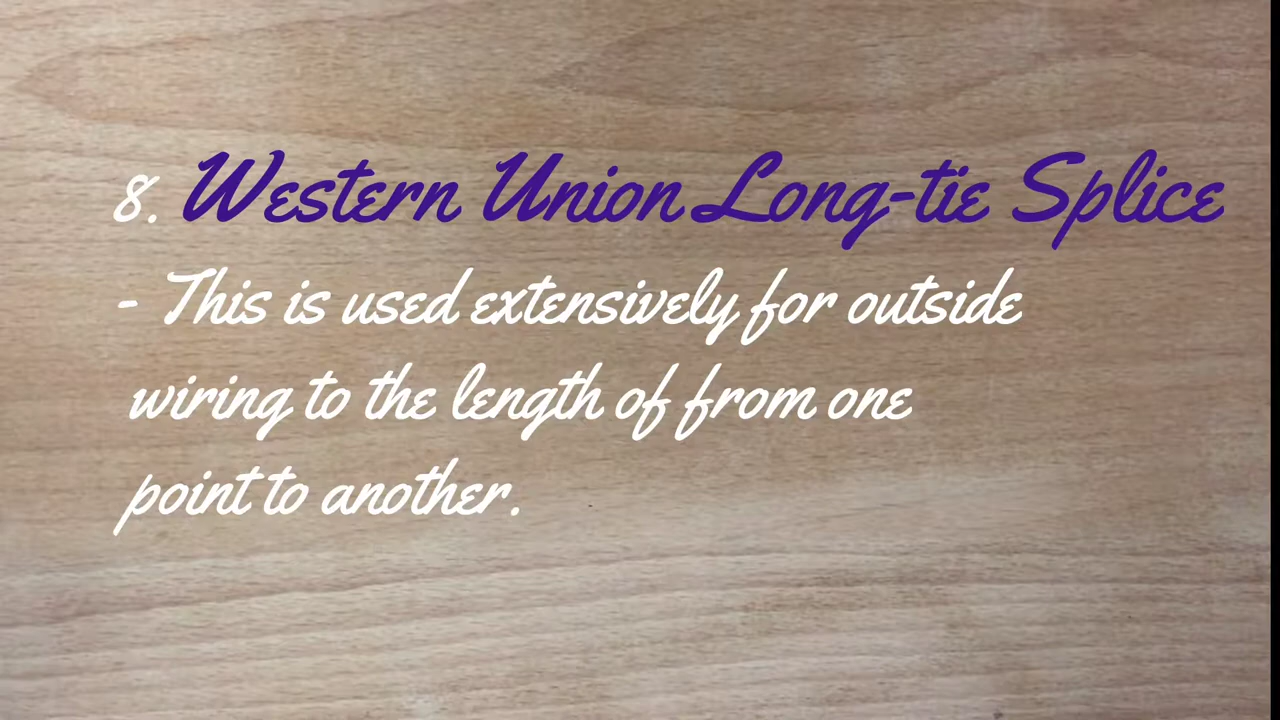 8. Western Union Long-tie Splice
- This is used extensively for outside
wiring to the length of from one
point to another.